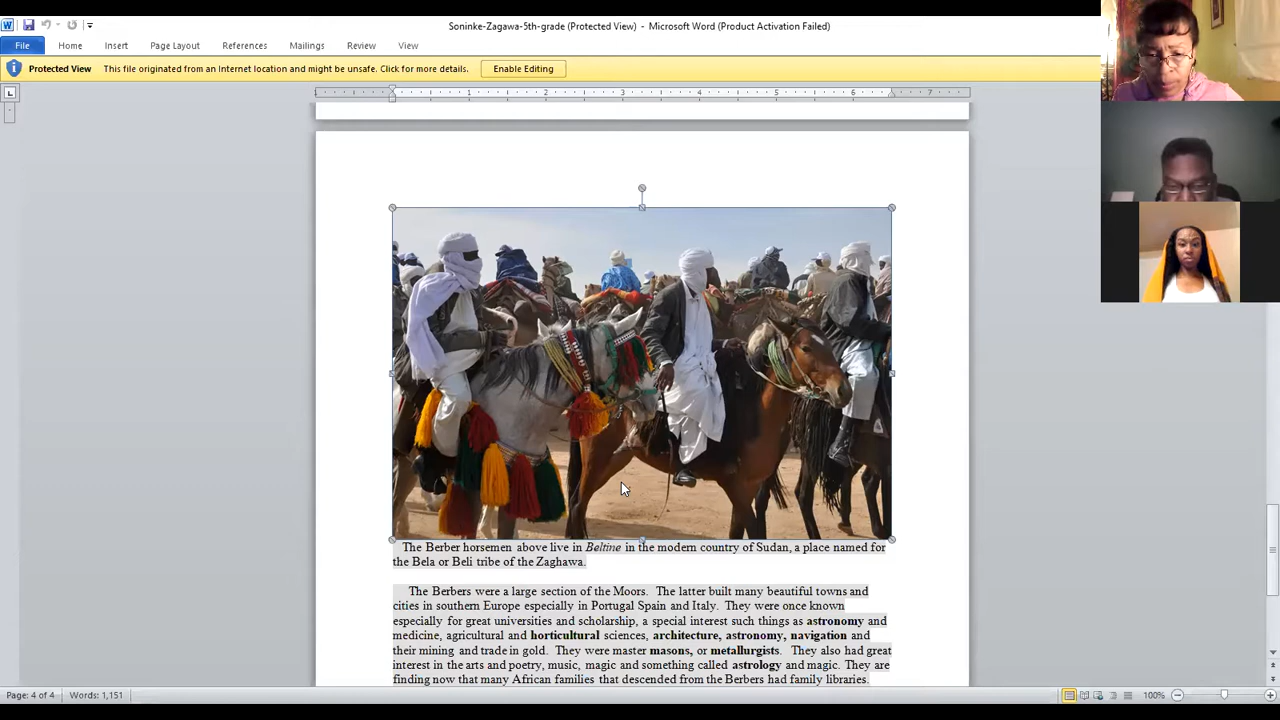 Soninke-Zagawa-5th-grade (Protected View) - Microsoft Word (Product Activation Failed)
File Home Insert Page Layout References Mailings Review View
Protected View This file originated from an Internet location and might be unsafe. Click for more details. Enable Editing
1 2 3 4 5 6 7
The Berber horsemen above live in Beltine in the modern country of Sudan, a place named for
the Bela or Beli tribe of the Zaghawa.
The Berbers were a large section of the Moors. The latter built many beautiful towns and
cities in southern Europe especially in Portugal Spain and Italy. They were once known
especially for great universities and scholarship, a special interest such things as astronomy and
medicine, agricultural and horticultural sciences, architecture, astronomy, navigation and
their mining and trade in gold. They were master masons, or metallurgists. They also had great
interest in the arts and poetry, music, magic and something called astrology and magic. They are
finding now that many African families that descended from the Berbers had family libraries.
Page: 4 of 4 Words: 1,151 100%